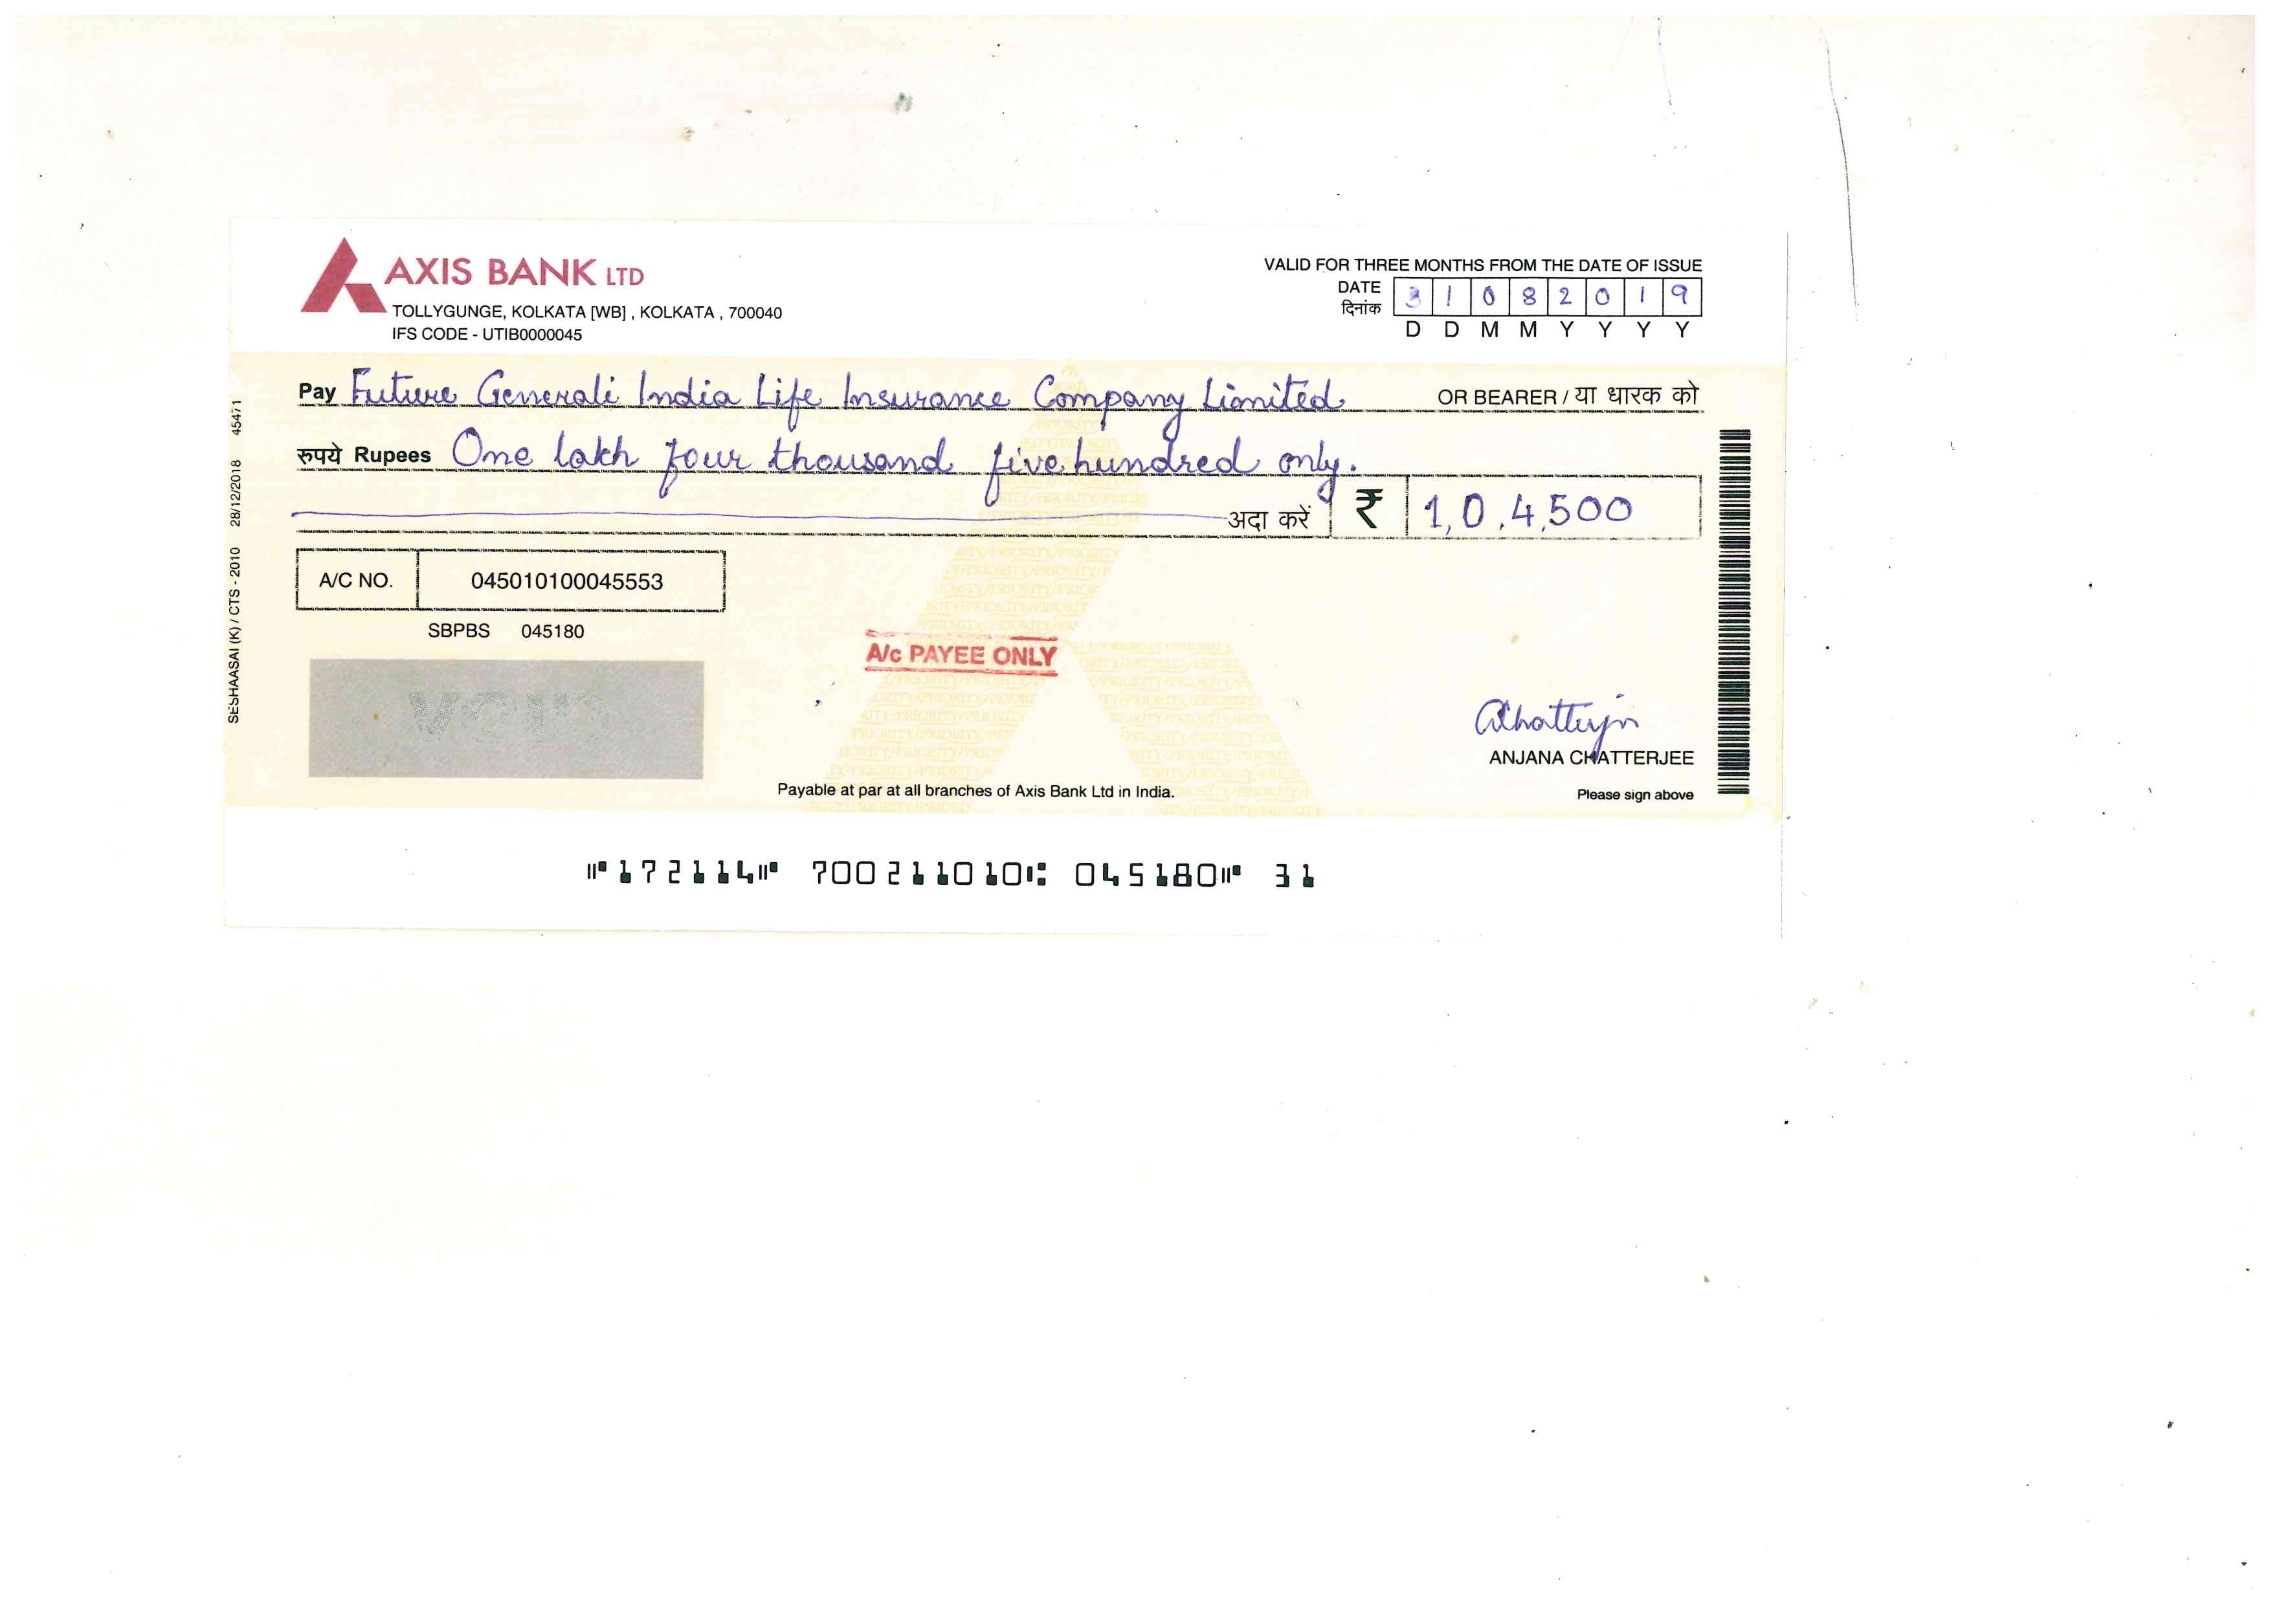 AXIS BANK LTD
TOLLYGUNGE, KOLKATA [WB] , KOLKATA , 700040
IFS CODE - UTIB0000045
VALID FOR THREE MONTHS FROM THE DATE OF ISSUE
DATE
दिनांक 3 1 0 8 2 0 1 9
D D M M Y Y Y Y
Pay Future Generali India Life Insurance Company Limited OR BEARER / या धारक को
रुपये Rupees One lakh four thousand five hundred only.
अदा करें ₹ 1,0,4,500
A/C NO. 045010100045553
SBPBS 045180
A/c PAYEE ONLY
VOID
Chatterjee
ANJANA CHATTERJEE
Payable at par at all branches of Axis Bank Ltd in India.
Please sign above
⑈172114⑈ 700211010⑆ 045180⑈ 31
SESHAASAI (K) / CTS - 2010 28/12/2018 45471